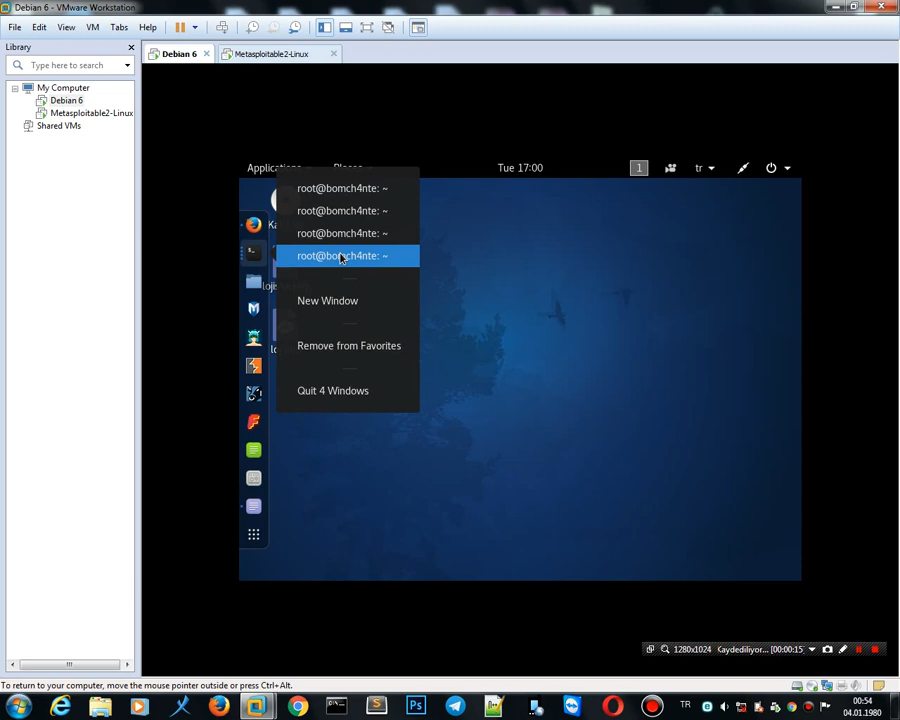 Debian 6 - VMware Workstation
File Edit View VM Tabs Help
Library
Type here to search
My Computer
Debian 6
Metasploitable2-Linux
Shared VMs
Debian 6
Metasploitable2-Linux
Applications Places Tue 17:00 1 tr
root@bomch4nte: ~
root@bomch4nte: ~
root@bomch4nte: ~
root@bomch4nte: ~
New Window
Remove from Favorites
Quit 4 Windows
1280x1024 Kaydediliyor... [00:00:15]
To return to your computer, move the mouse pointer outside or press Ctrl+Alt.
TR
00:54
04.01.1980